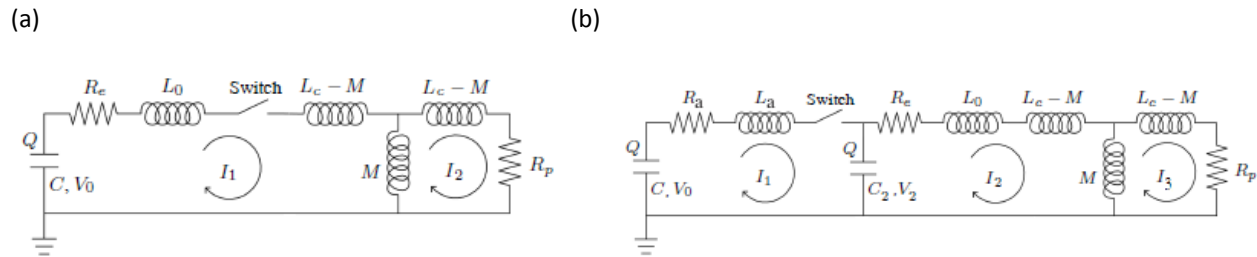 (a)
(b)
R_e L_0 Switch L_c − M L_c − M
Q
C, V_0
I_1
M
I_2
R_p
R_a L_a Switch R_e L_0 L_c − M L_c − M
Q
C, V_0
I_1
Q
C_2, V_2
I_2
M
I_3
R_p